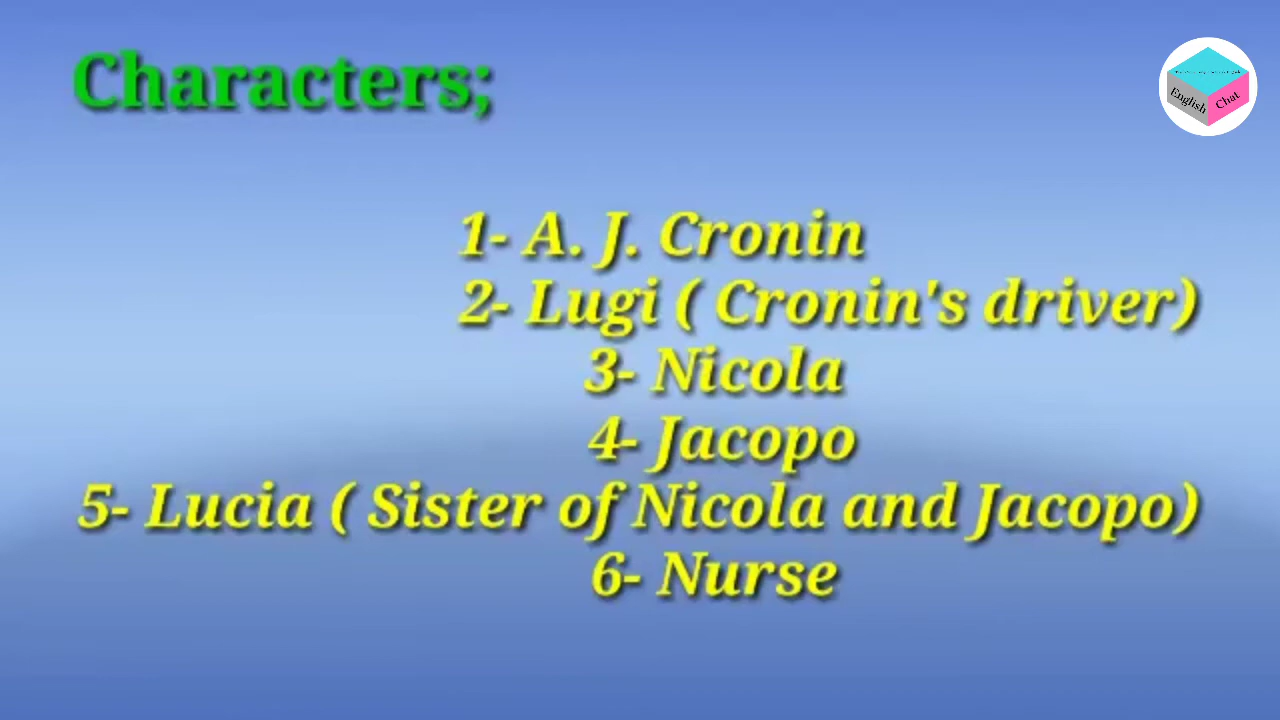 Characters;
English Chat
1- A. J. Cronin
2- Lugi ( Cronin's driver)
3- Nicola
4- Jacopo
5- Lucia ( Sister of Nicola and Jacopo)
6- Nurse